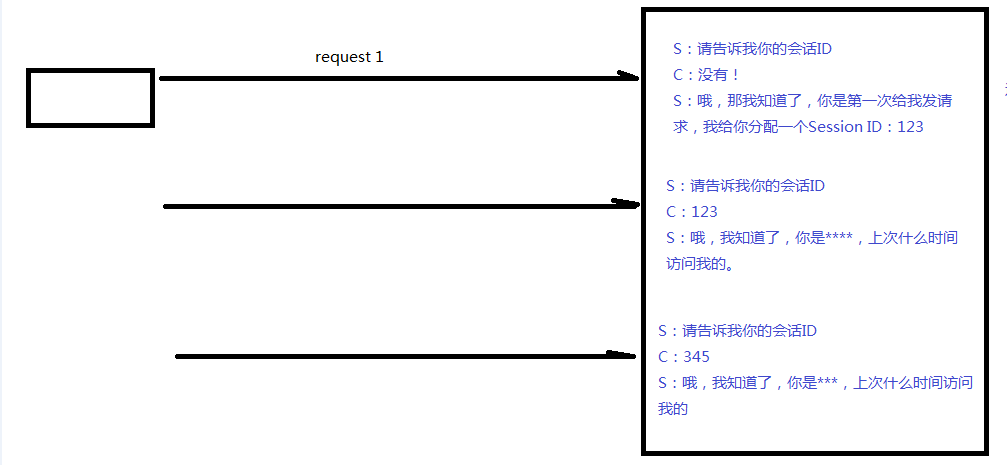 request 1
S：请告诉我你的会话ID
C：没有！
S：哦，那我知道了，你是第一次给我发请
求，我给你分配一个Session ID：123
S：请告诉我你的会话ID
C：123
S：哦，我知道了，你是****，上次什么时间
访问我的。
S：请告诉我你的会话ID
C：345
S：哦，我知道了，你是***，上次什么时间访问
我的